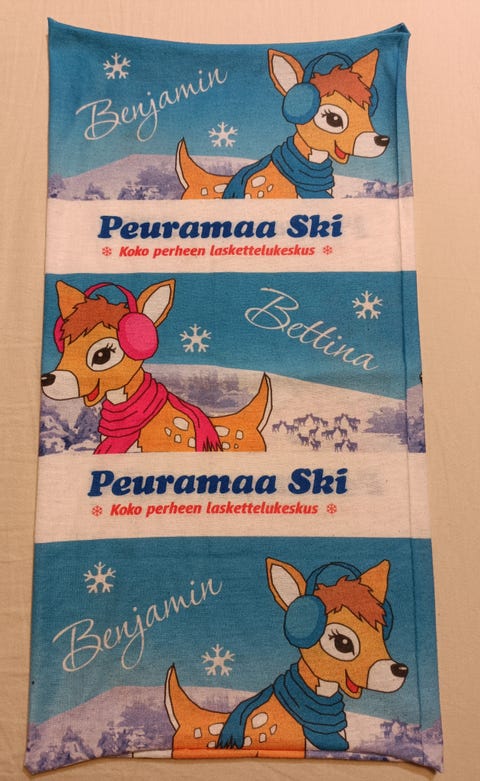 Benjamin
Peuramaa Ski
Koko perheen laskettelukeskus
Bettina
Peuramaa Ski
Koko perheen laskettelukeskus
Benjamin